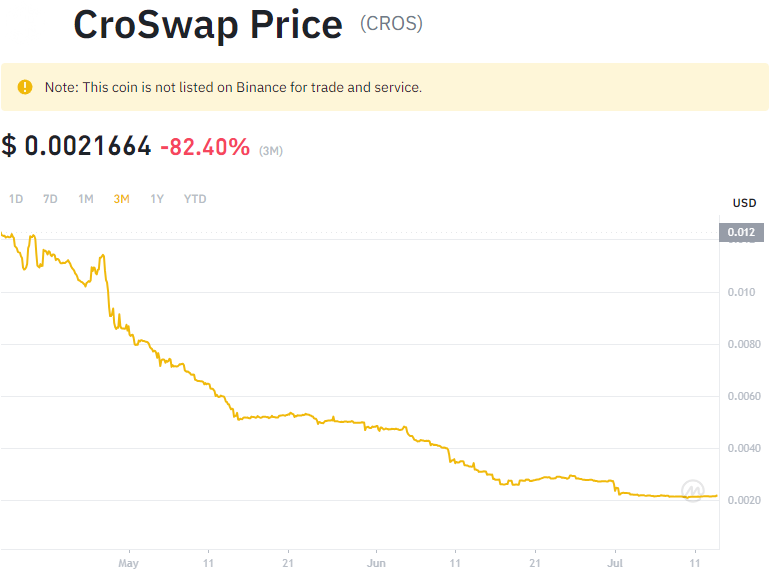 CroSwap Price (CROS)
Note: This coin is not listed on Binance for trade and service.
$ 0.0021664 -82.40% (3M)
1D 7D 1M 3M 1Y YTD
USD
0.012
0.010
0.0080
0.0060
0.0040
0.0020
May 11 21 Jun 11 21 Jul 11